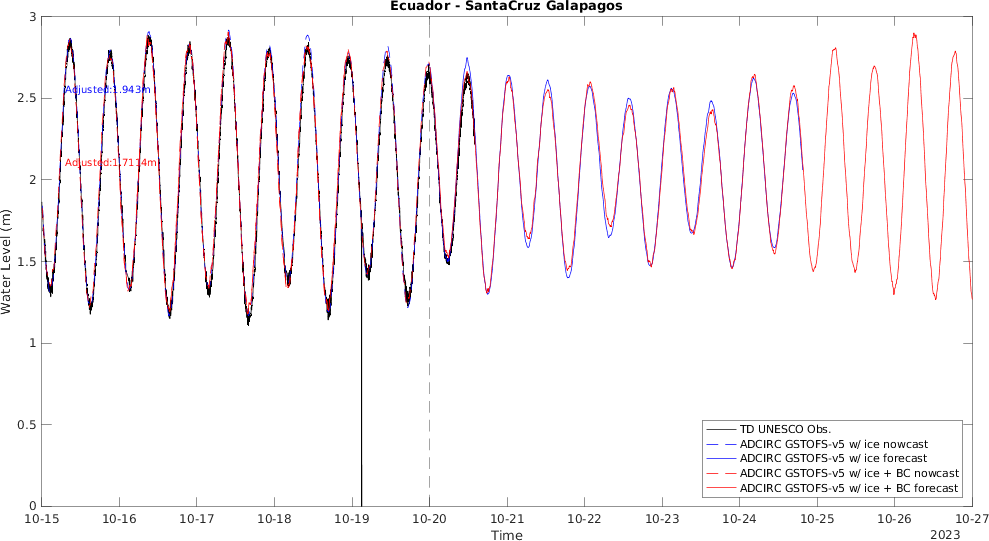 Ecuador - SantaCruz Galapagos
3
2.5
2
1.5
1
0.5
0
Water Level (m)
Adjusted:1.943m
Adjusted:1.7114m
TD UNESCO Obs.
ADCIRC GSTOFS-v5 w/ ice nowcast
ADCIRC GSTOFS-v5 w/ ice forecast
ADCIRC GSTOFS-v5 w/ ice + BC nowcast
ADCIRC GSTOFS-v5 w/ ice + BC forecast
10-15 10-16 10-17 10-18 10-19 10-20 10-21 10-22 10-23 10-24 10-25 10-26 10-27
Time
2023